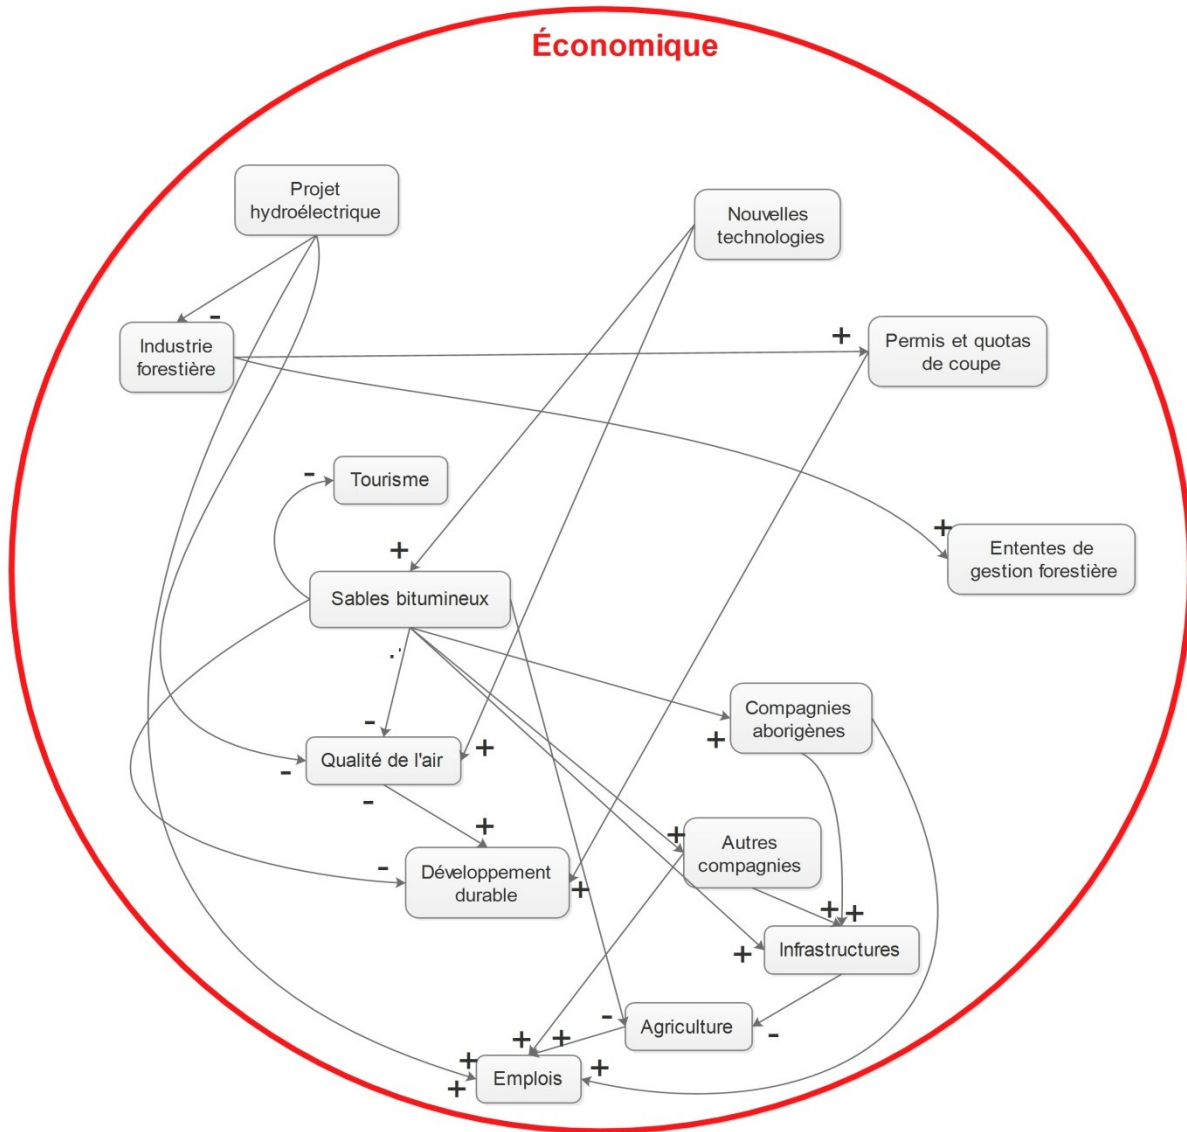 Économique
Projet
hydroélectrique
Nouvelles
technologies
-
Industrie
forestière
+
Permis et quotas
de coupe
-
Tourisme
+
Ententes de
gestion forestière
+
Sables bitumineux
Compagnies
aborigènes
+
-
Qualité de l'air
+
-
-
+
+
Autres
compagnies
-
Développement
durable
+
+
+
Infrastructures
+
-
Agriculture
-
+
+
+
+
Emplois
+